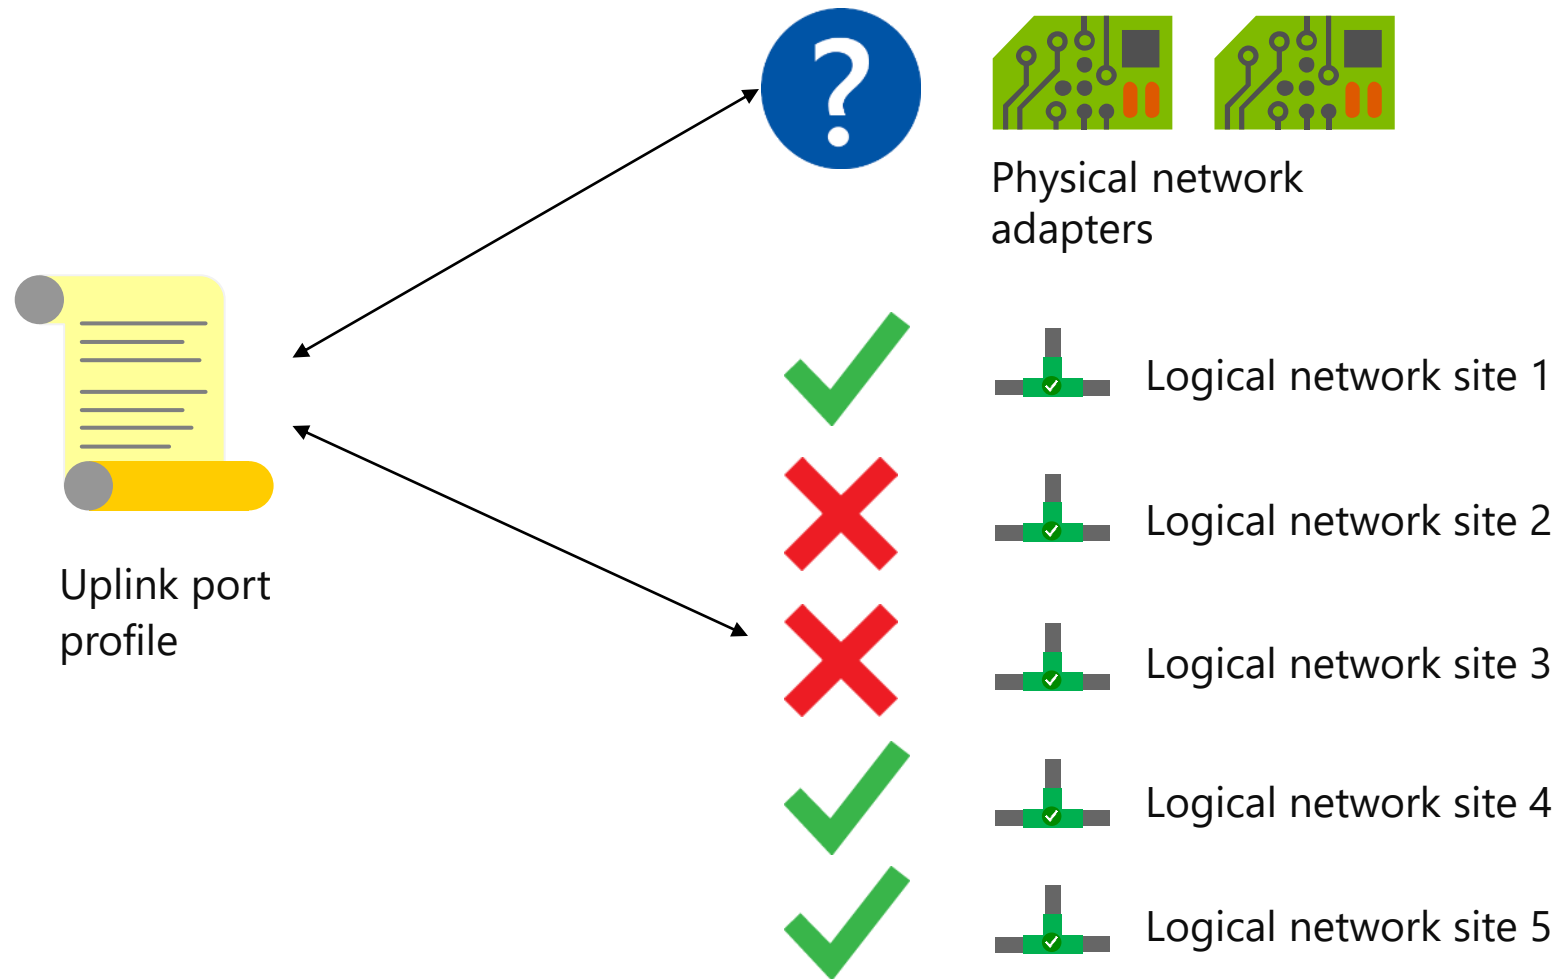 ?
Physical network
adapters
Uplink port
profile
Logical network site 1
Logical network site 2
Logical network site 3
Logical network site 4
Logical network site 5